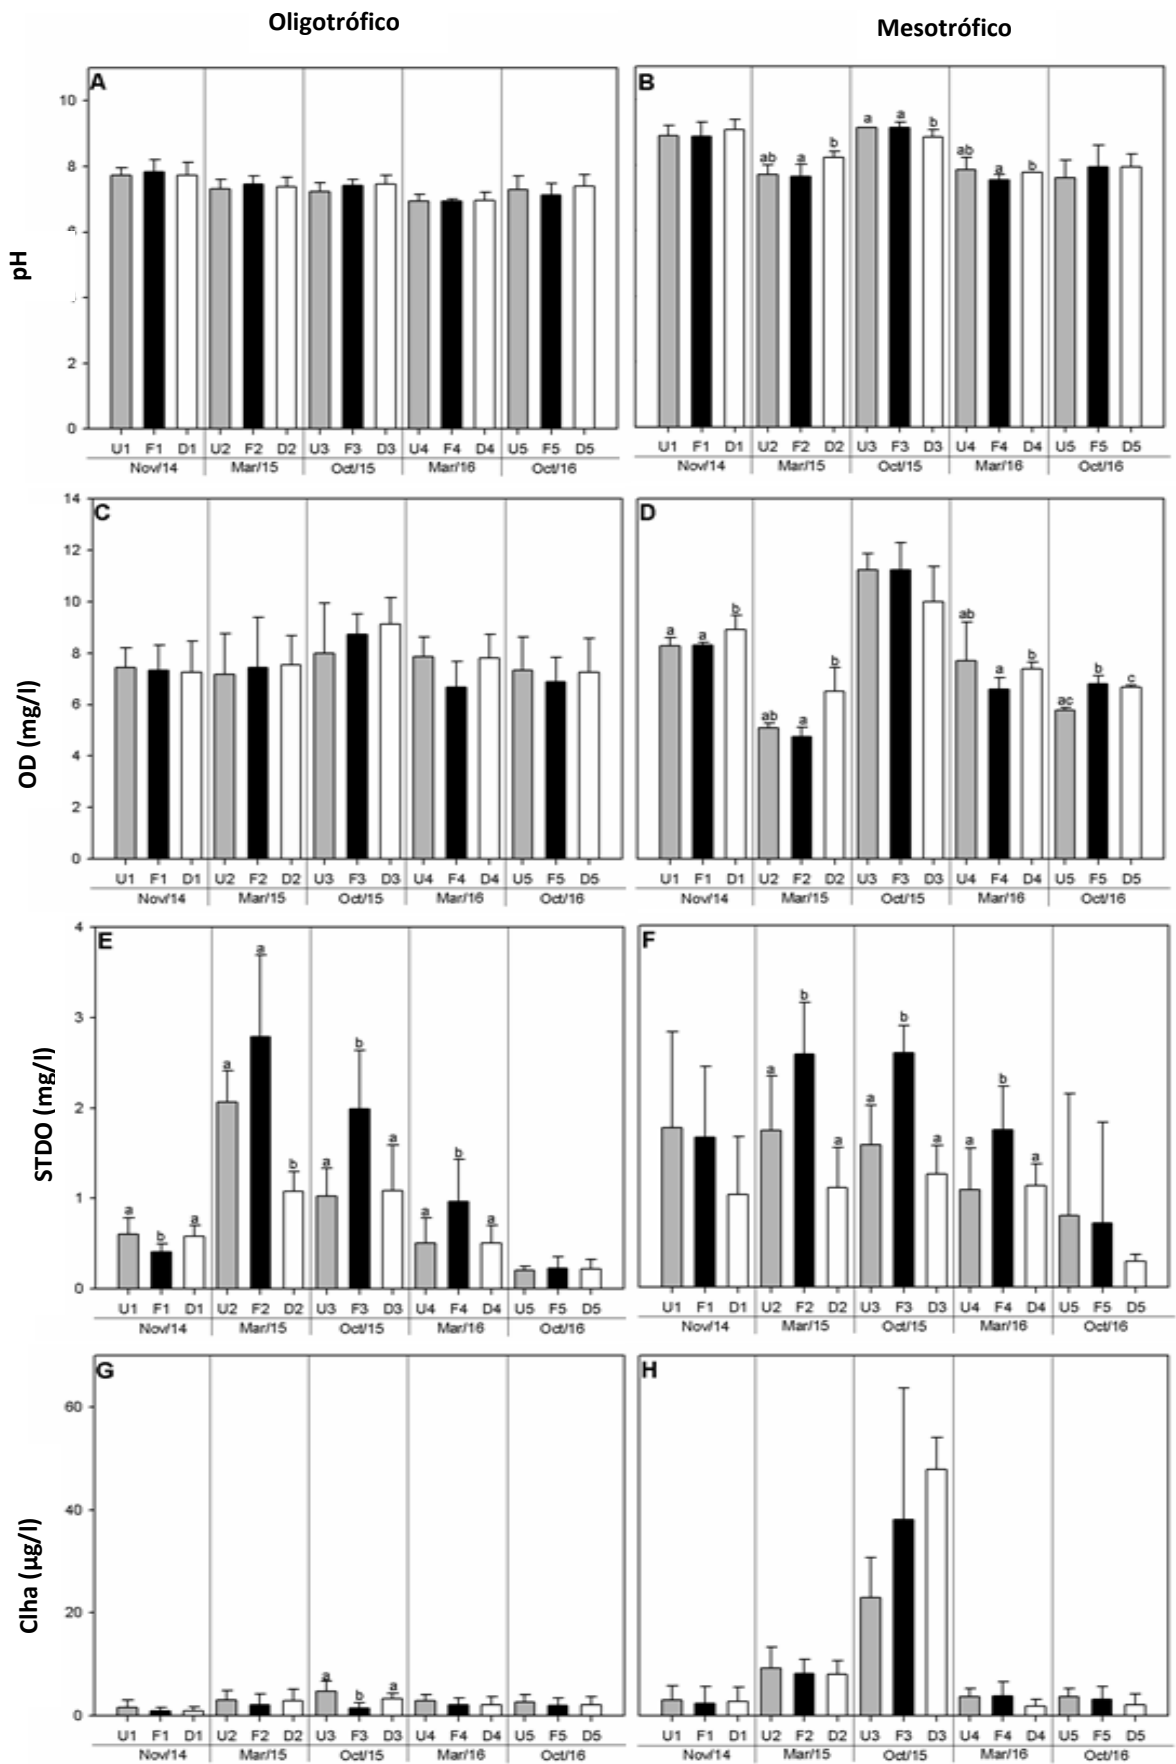 Oligotrófico
Mesotrófico
A
B
10
8
2
0
pH
a a b
ab a b
ab a b
U1 F1 D1 U2 F2 D2 U3 F3 D3 U4 F4 D4 U5 F5 D5
Nov/14 Mar/15 Oct/15 Mar/16 Oct/16
U1 F1 D1 U2 F2 D2 U3 F3 D3 U4 F4 D4 U5 F5 D5
Nov/14 Mar/15 Oct/15 Mar/16 Oct/16
C
D
14
12
10
8
6
4
2
0
OD (mg/l)
a a b
ab a b
ab a b
ac b c
U1 F1 D1 U2 F2 D2 U3 F3 D3 U4 F4 D4 U5 F5 D5
Nov/14 Mar/15 Oct/15 Mar/16 Oct/16
U1 F1 D1 U2 F2 D2 U3 F3 D3 U4 F4 D4 U5 F5 D5
Nov/14 Mar/15 Oct/15 Mar/16 Oct/16
E
F
4
3
2
1
0
STDO (mg/l)
a b a
a a b
a b a
a b a
a b a
a b a
a b a
U1 F1 D1 U2 F2 D2 U3 F3 D3 U4 F4 D4 U5 F5 D5
Nov/14 Mar/15 Oct/15 Mar/16 Oct/16
U1 F1 D1 U2 F2 D2 U3 F3 D3 U4 F4 D4 U5 F5 D5
Nov/14 Mar/15 Oct/15 Mar/16 Oct/16
G
H
60
40
20
0
Clha (µg/l)
a b a
U1 F1 D1 U2 F2 D2 U3 F3 D3 U4 F4 D4 U5 F5 D5
Nov/14 Mar/15 Oct/15 Mar/16 Oct/16
U1 F1 D1 U2 F2 D2 U3 F3 D3 U4 F4 D4 U5 F5 D5
Nov/14 Mar/15 Oct/15 Mar/16 Oct/16